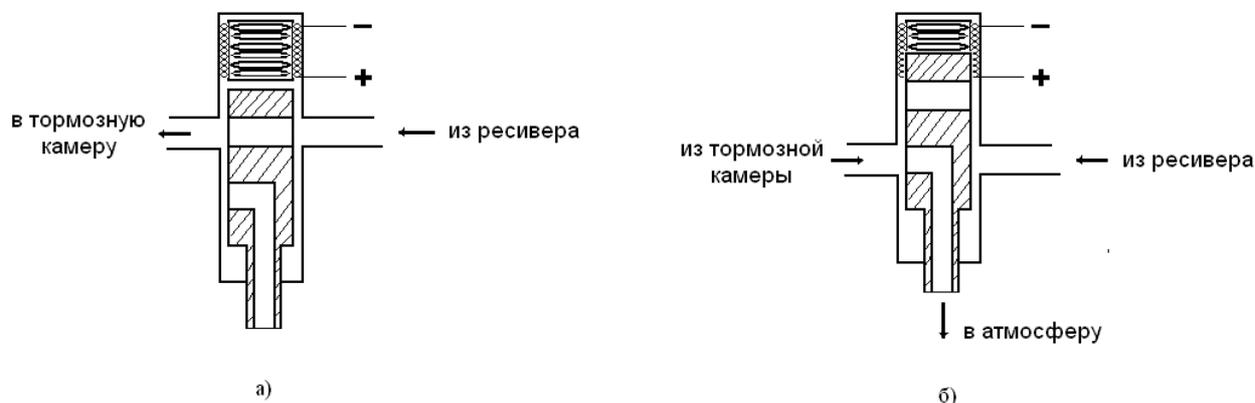 −
+
в тормозную
камеру
из ресивера
а)
−
+
из тормозной
камеры
из ресивера
в атмосферу
б)